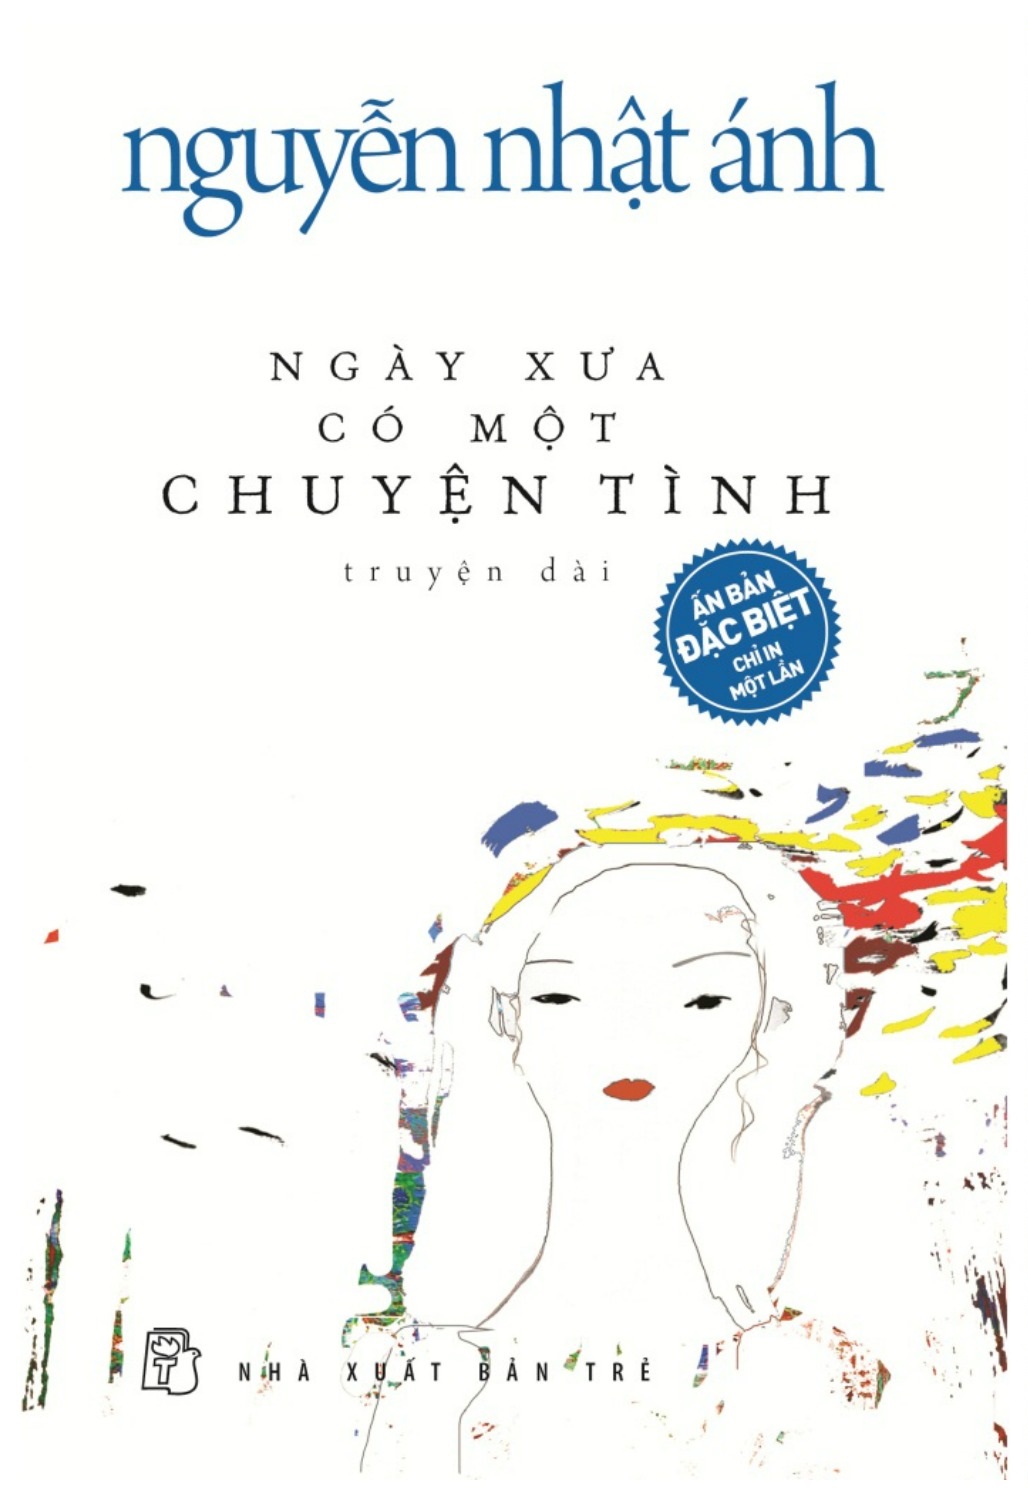 nguyễn nhật ánh
NGÀY XƯA
CÓ MỘT
CHUYỆN TÌNH
truyện dài
ẤN BẢN
ĐẶC BIỆT
CHỈ IN
MỘT LẦN
T
NHÀ XUẤT BẢN TRẺ